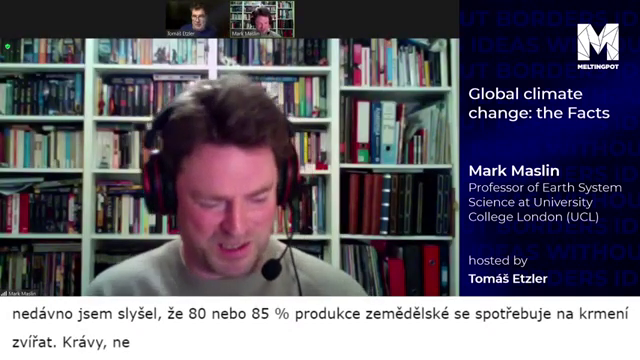 Tomáš Etzler
Mark Maslin
MELTINGPOT
Global climate
change: the Facts
Mark Maslin
Professor of Earth System
Science at University
College London (UCL)
hosted by
Tomáš Etzler
Mark Maslin
nedávno jsem slyšel, že 80 nebo 85 % produkce zemědělské se spotřebuje na krmení
zvířat. Krávy, ne